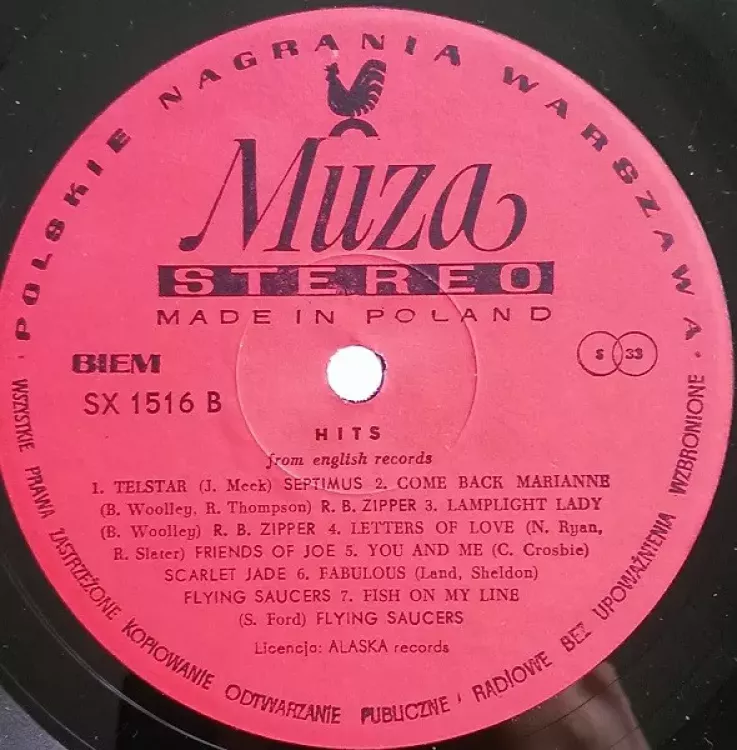 · POLSKIE NAGRANIA WARSZAWA ·
Muza
STEREO
MADE IN POLAND
BIEM
S 33
SX 1516 B
HITS
from english records
1. TELSTAR (J. Meek) SEPTIMUS 2. COME BACK MARIANNE
(B. Woolley, R. Thompson) R. B. ZIPPER 3. LAMPLIGHT LADY
(B. Woolley) R. B. ZIPPER 4. LETTERS OF LOVE (N. Ryan,
R. Slater) FRIENDS OF JOE 5. YOU AND ME (C. Crosbie)
SCARLET JADE 6. FABULOUS (Land, Sheldon)
FLYING SAUCERS 7. FISH ON MY LINE
(S. Ford) FLYING SAUCERS
Licencja: ALASKA records
WSZYSTKIE PRAWA ZASTRZEŻONE KOPIOWANIE ODTWARZANIE PUBLICZNE I RADIOWE BEZ UPOWAŻNIENIA WZBRONIONE